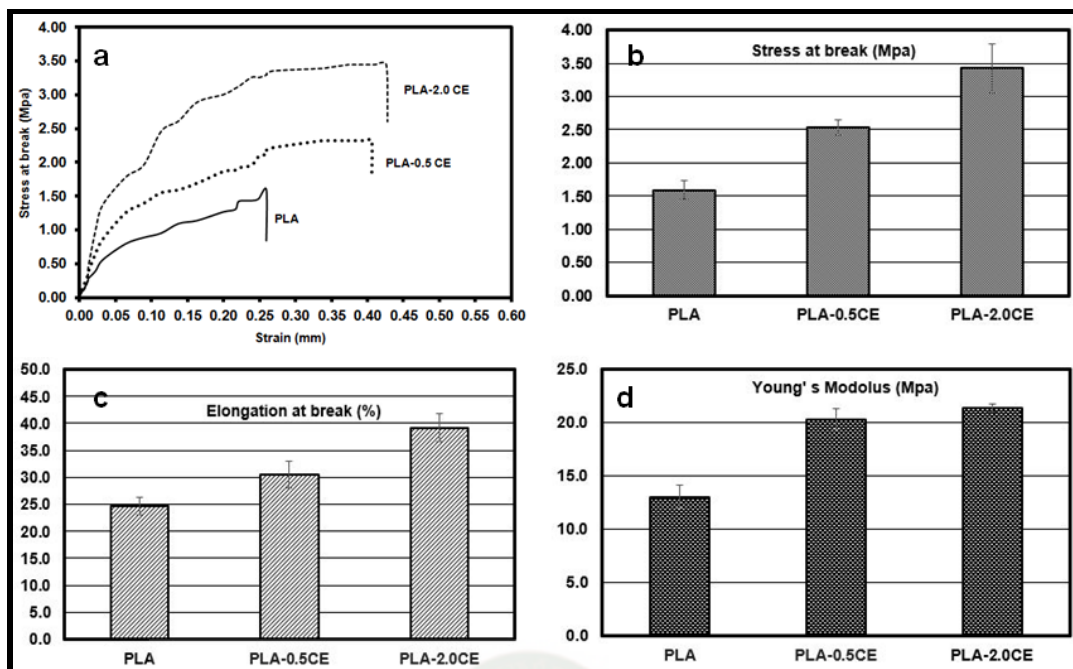 a
Stress at break (Mpa)
4.00
3.50
3.00
2.50
2.00
1.50
1.00
0.50
0.00
PLA-2.0 CE
PLA-0.5 CE
PLA
0.00 0.05 0.10 0.15 0.20 0.25 0.30 0.35 0.40 0.45 0.50 0.55 0.60
Strain (mm)
b
Stress at break (Mpa)
4.00
3.50
3.00
2.50
2.00
1.50
1.00
0.50
0.00
PLA PLA-0.5CE PLA-2.0CE
c
Elongation at break (%)
50.0
45.0
40.0
35.0
30.0
25.0
20.0
15.0
10.0
5.0
0.0
PLA PLA-0.5CE PLA-2.0CE
d
Young' s Modolus (Mpa)
25.0
20.0
15.0
10.0
5.0
0.0
PLA PLA-0.5CE PLA-2.0CE